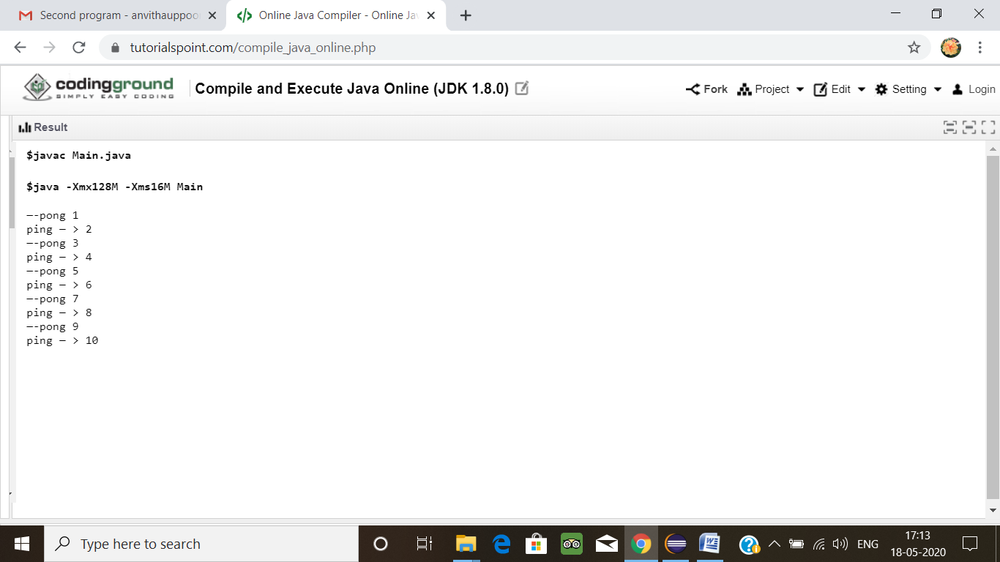 Second program - anvithauppoo
Online Java Compiler - Online Jav
tutorialspoint.com/compile_java_online.php
codingground
SIMPLY EASY CODING
Compile and Execute Java Online (JDK 1.8.0)
Fork
Project
Edit
Setting
Login
Result
$javac Main.java
$java -Xmx128M -Xms16M Main
—-pong 1
ping — > 2
—-pong 3
ping — > 4
—-pong 5
ping — > 6
—-pong 7
ping — > 8
—-pong 9
ping — > 10
Type here to search
ENG
17:13
18-05-2020